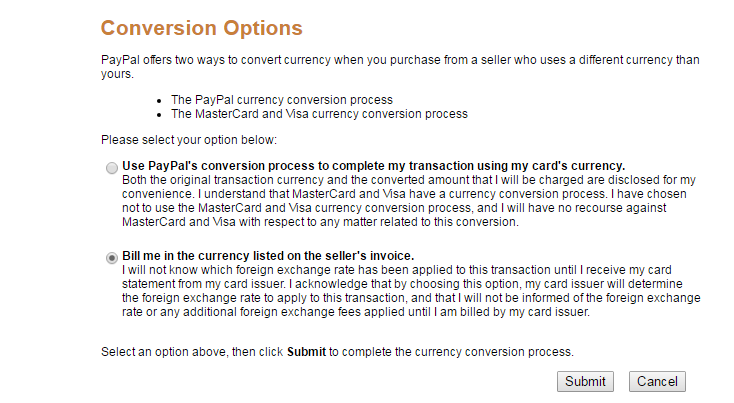 Conversion Options
PayPal offers two ways to convert currency when you purchase from a seller who uses a different currency than
yours.
• The PayPal currency conversion process
• The MasterCard and Visa currency conversion process
Please select your option below:
Use PayPal's conversion process to complete my transaction using my card's currency.
Both the original transaction currency and the converted amount that I will be charged are disclosed for my
convenience. I understand that MasterCard and Visa have a currency conversion process. I have chosen
not to use the MasterCard and Visa currency conversion process, and I will have no recourse against
MasterCard and Visa with respect to any matter related to this conversion.
Bill me in the currency listed on the seller's invoice.
I will not know which foreign exchange rate has been applied to this transaction until I receive my card
statement from my card issuer. I acknowledge that by choosing this option, my card issuer will determine
the foreign exchange rate to apply to this transaction, and that I will not be informed of the foreign exchange
rate or any additional foreign exchange fees applied until I am billed by my card issuer.
Select an option above, then click Submit to complete the currency conversion process.
Submit Cancel